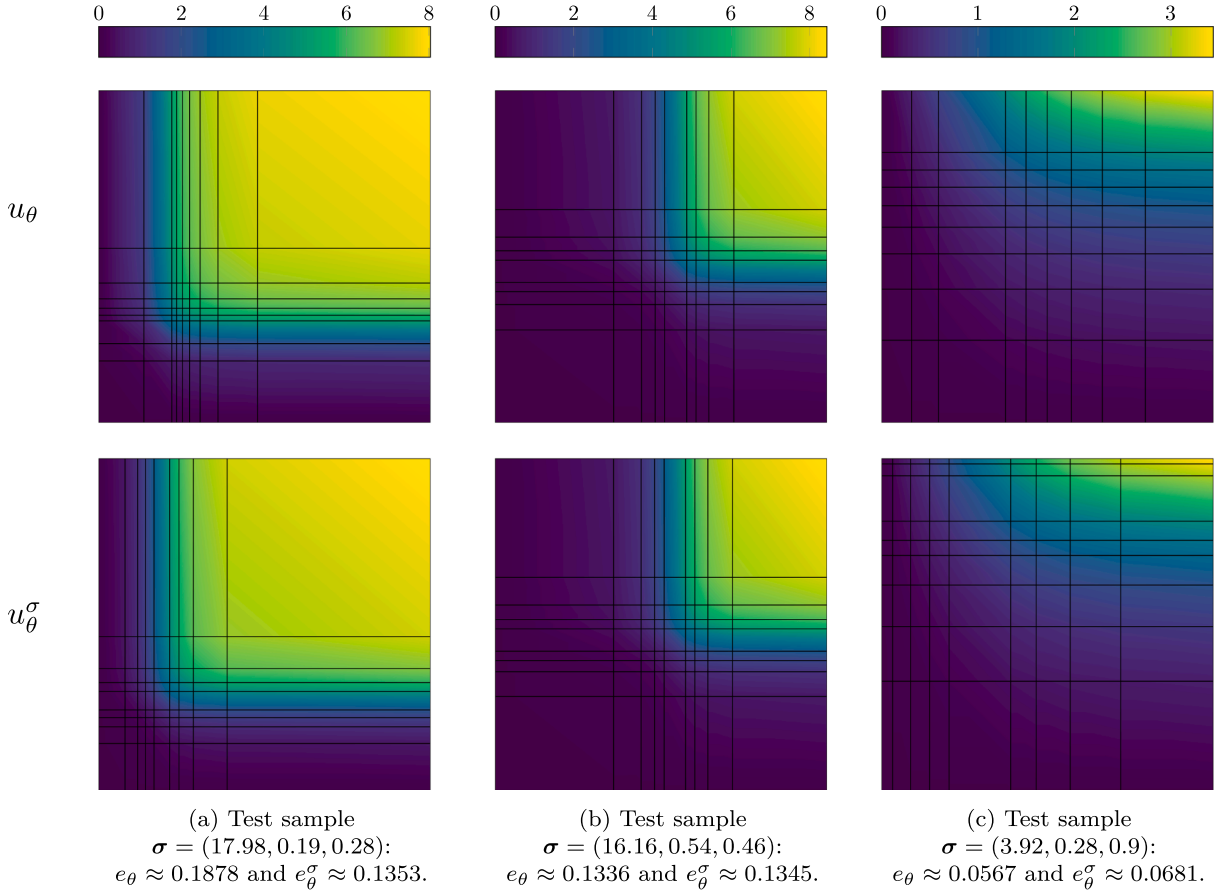 0 2 4 6 8
0 2 4 6 8
0 1 2 3
u_θ
u_θ^σ
(a) Test sample
σ = (17.98, 0.19, 0.28):
e_θ ≈ 0.1878 and e_θ^σ ≈ 0.1353.
(b) Test sample
σ = (16.16, 0.54, 0.46):
e_θ ≈ 0.1336 and e_θ^σ ≈ 0.1345.
(c) Test sample
σ = (3.92, 0.28, 0.9):
e_θ ≈ 0.0567 and e_θ^σ ≈ 0.0681.